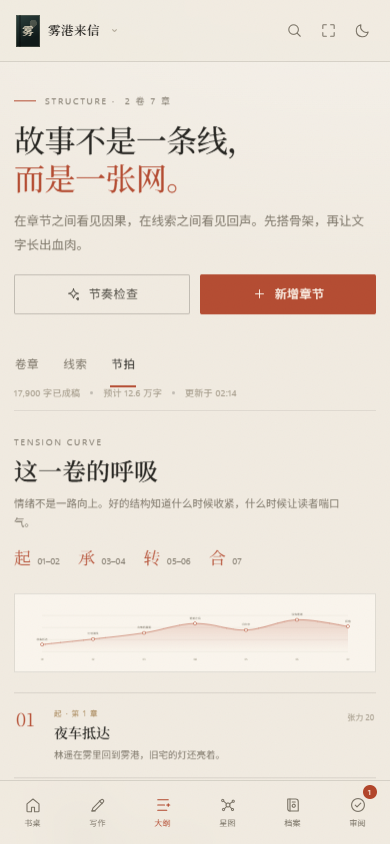 雾
雾港来信
STRUCTURE · 2 卷 7 章
故事不是一条线,
而是一张网。
在章节之间看见因果，在线索之间看见回声。先搭骨架，再让文
字长出血肉。
节奏检查
新增章节
卷章 线索 节拍
17,900 字已成稿 • 预计 12.6 万字 • 更新于 02:14
TENSION CURVE
这一卷的呼吸
情绪不是一路向上。好的结构知道什么时候收紧，什么时候让读者喘口
气。
起 01–02 承 03–04 转 05–06 合 07
01
起 · 第 1 章
张力 20
夜车抵达
林遥在雾里回到雾港，旧宅的灯还亮着。
1
书桌 写作 大纲 星图 档案 审阅